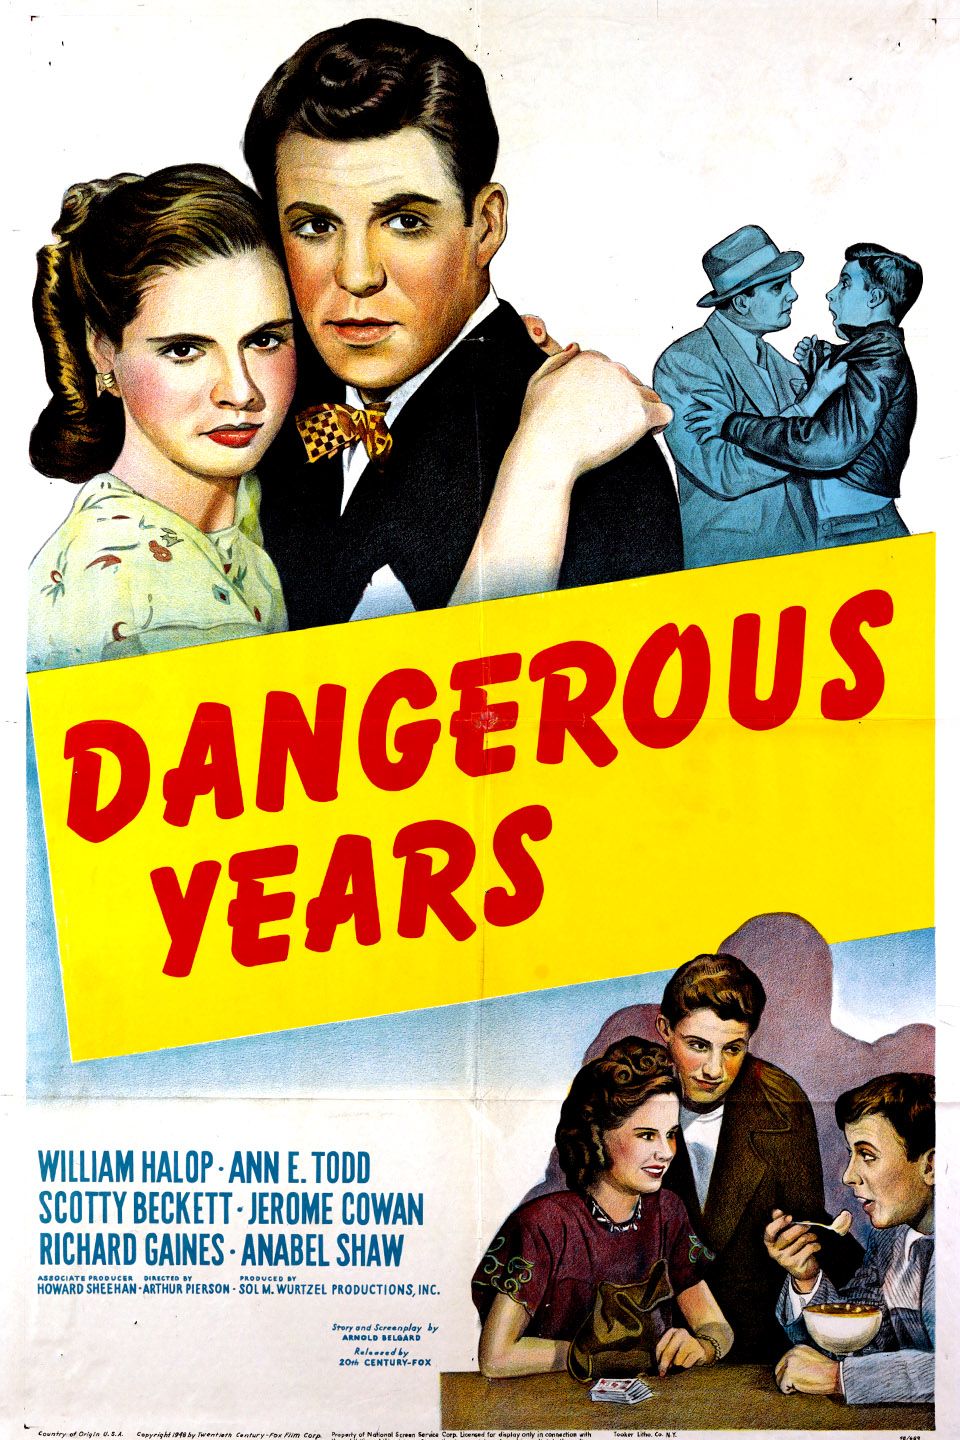 DANGEROUS
YEARS
WILLIAM HALOP · ANN E. TODD
SCOTTY BECKETT · JEROME COWAN
RICHARD GAINES · ANABEL SHAW
ASSOCIATE PRODUCER DIRECTED BY PRODUCED BY
HOWARD SHEEHAN · ARTHUR PIERSON · SOL M. WURTZEL PRODUCTIONS, INC.
Story and Screenplay by
ARNOLD BELGARD
Released by
20th CENTURY-FOX
Country of Origin U.S.A. Copyright 1948 by Twentieth Century-Fox Film Corp. Property of National Screen Service Corp. Licensed for display only in connection with Tooker Litho. Co. N.Y.